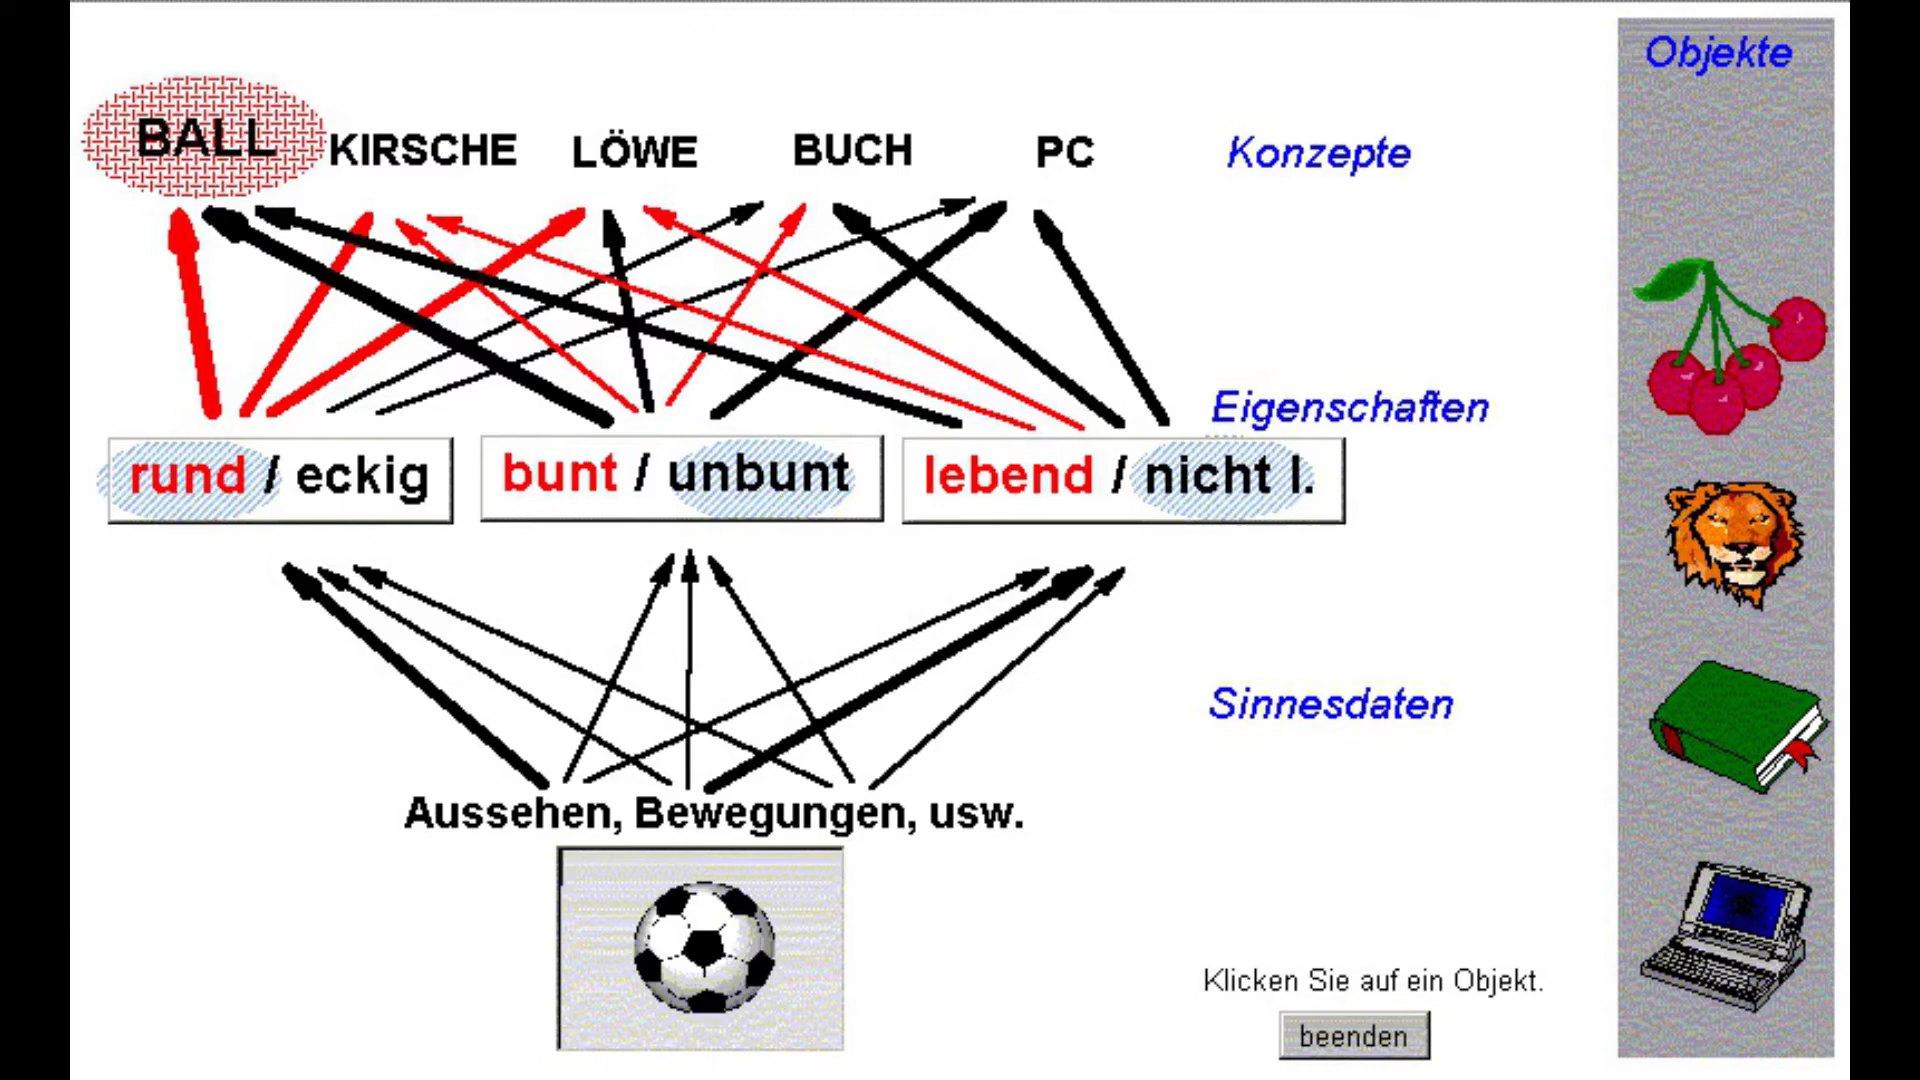 Objekte
BALL KIRSCHE LÖWE BUCH PC Konzepte
Eigenschaften
rund / eckig bunt / unbunt lebend / nicht l.
Sinnesdaten
Aussehen, Bewegungen, usw.
Klicken Sie auf ein Objekt.
beenden